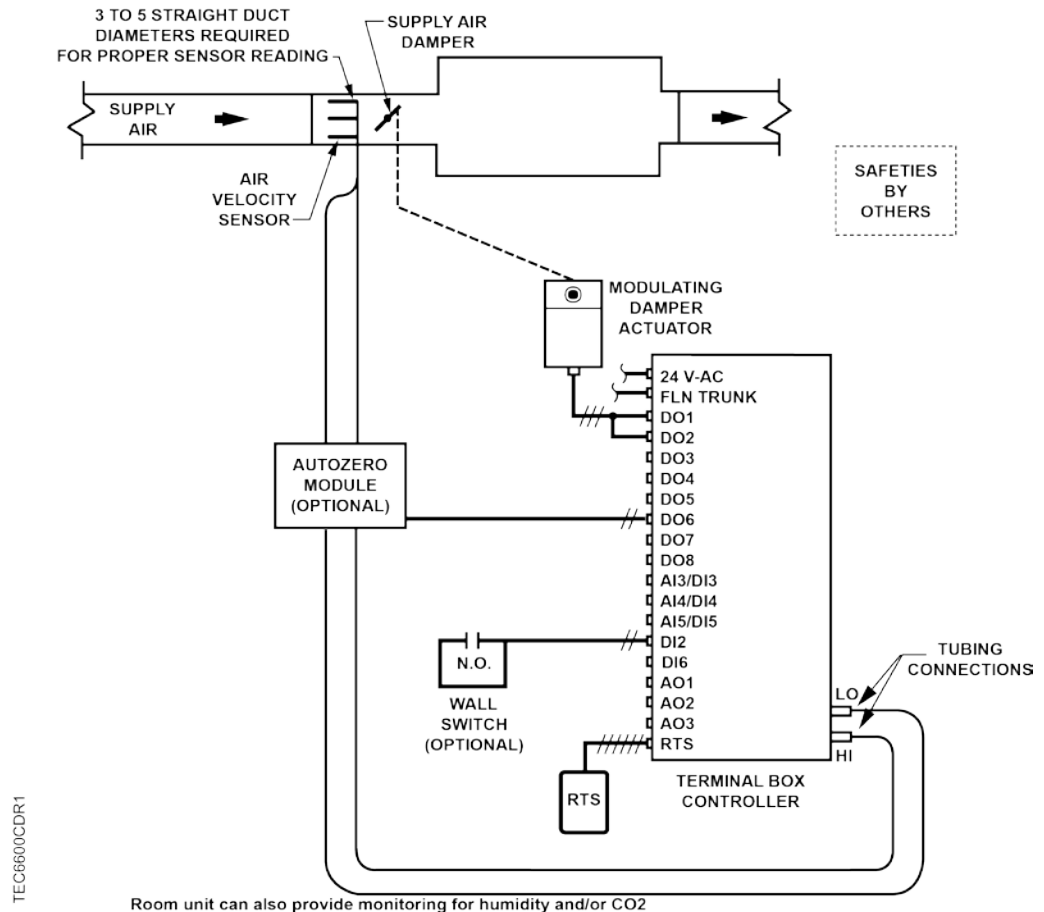 3 TO 5 STRAIGHT DUCT
DIAMETERS REQUIRED
FOR PROPER SENSOR READING
SUPPLY AIR
DAMPER
SUPPLY
AIR
AIR
VELOCITY
SENSOR
SAFETIES
BY
OTHERS
MODULATING
DAMPER
ACTUATOR
24 V-AC
FLN TRUNK
DO1
DO2
DO3
DO4
DO5
DO6
DO7
DO8
AI3/DI3
AI4/DI4
AI5/DI5
DI2
DI6
AO1
AO2
AO3
RTS
AUTOZERO
MODULE
(OPTIONAL)
N.O.
WALL
SWITCH
(OPTIONAL)
RTS
TUBING
CONNECTIONS
LO
HI
TERMINAL BOX
CONTROLLER
TEC6600CDR1
Room unit can also provide monitoring for humidity and/or CO2